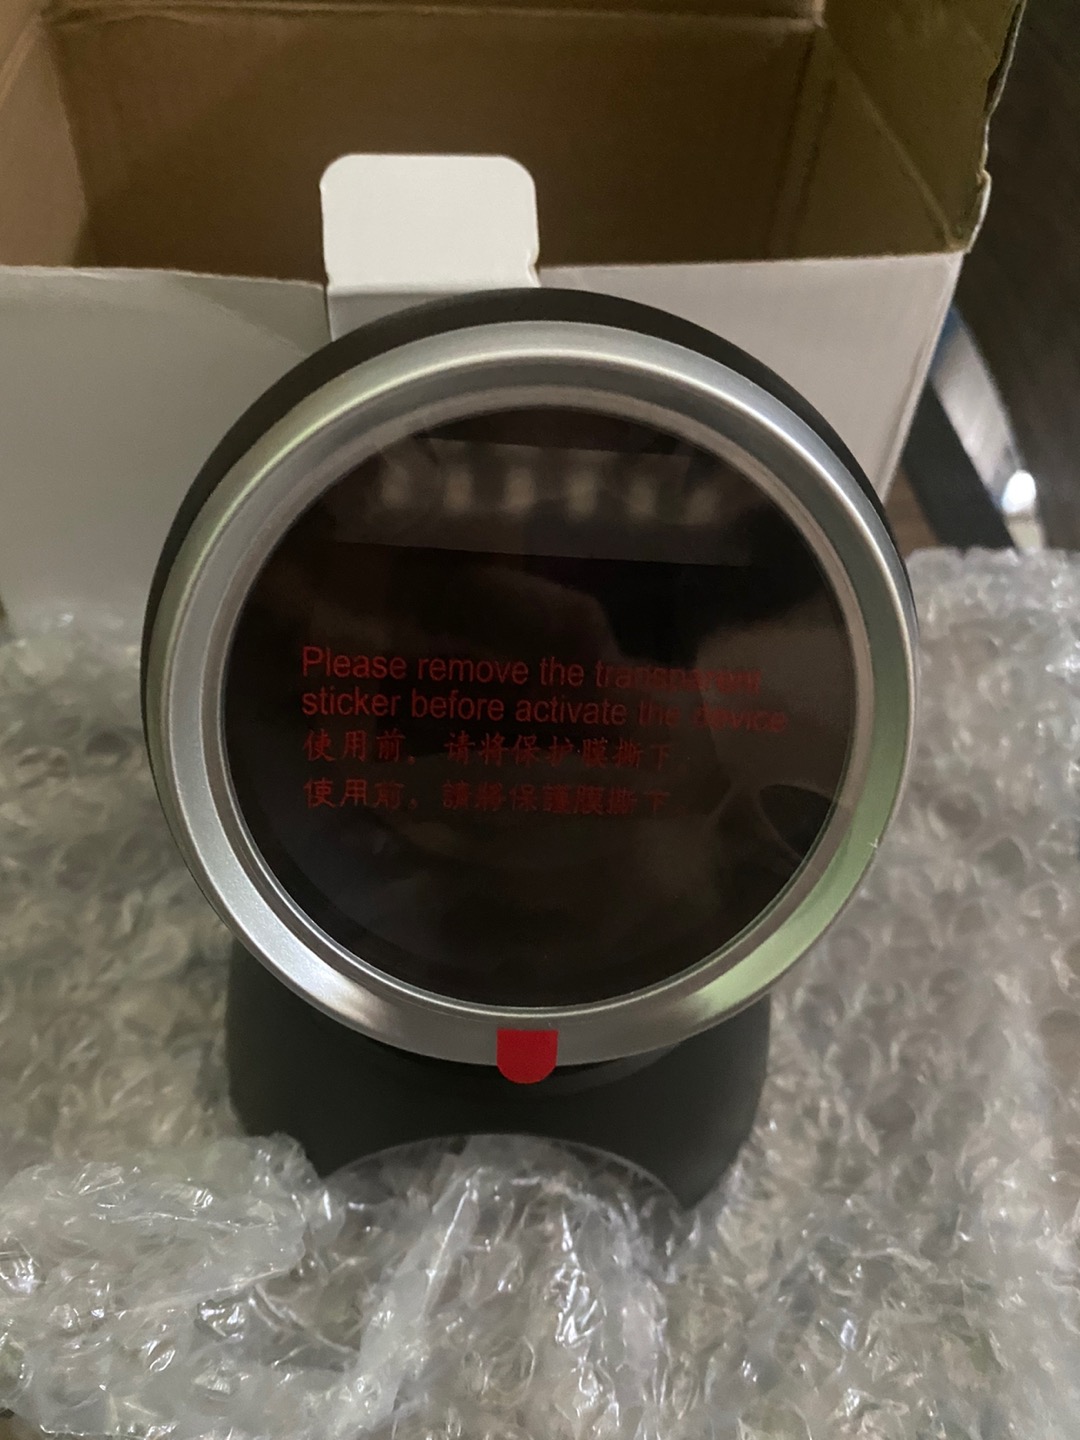 Please remove the transparent
sticker before activate the device
使用前，请将保护膜撕下
使用前。請將保護膜撕下